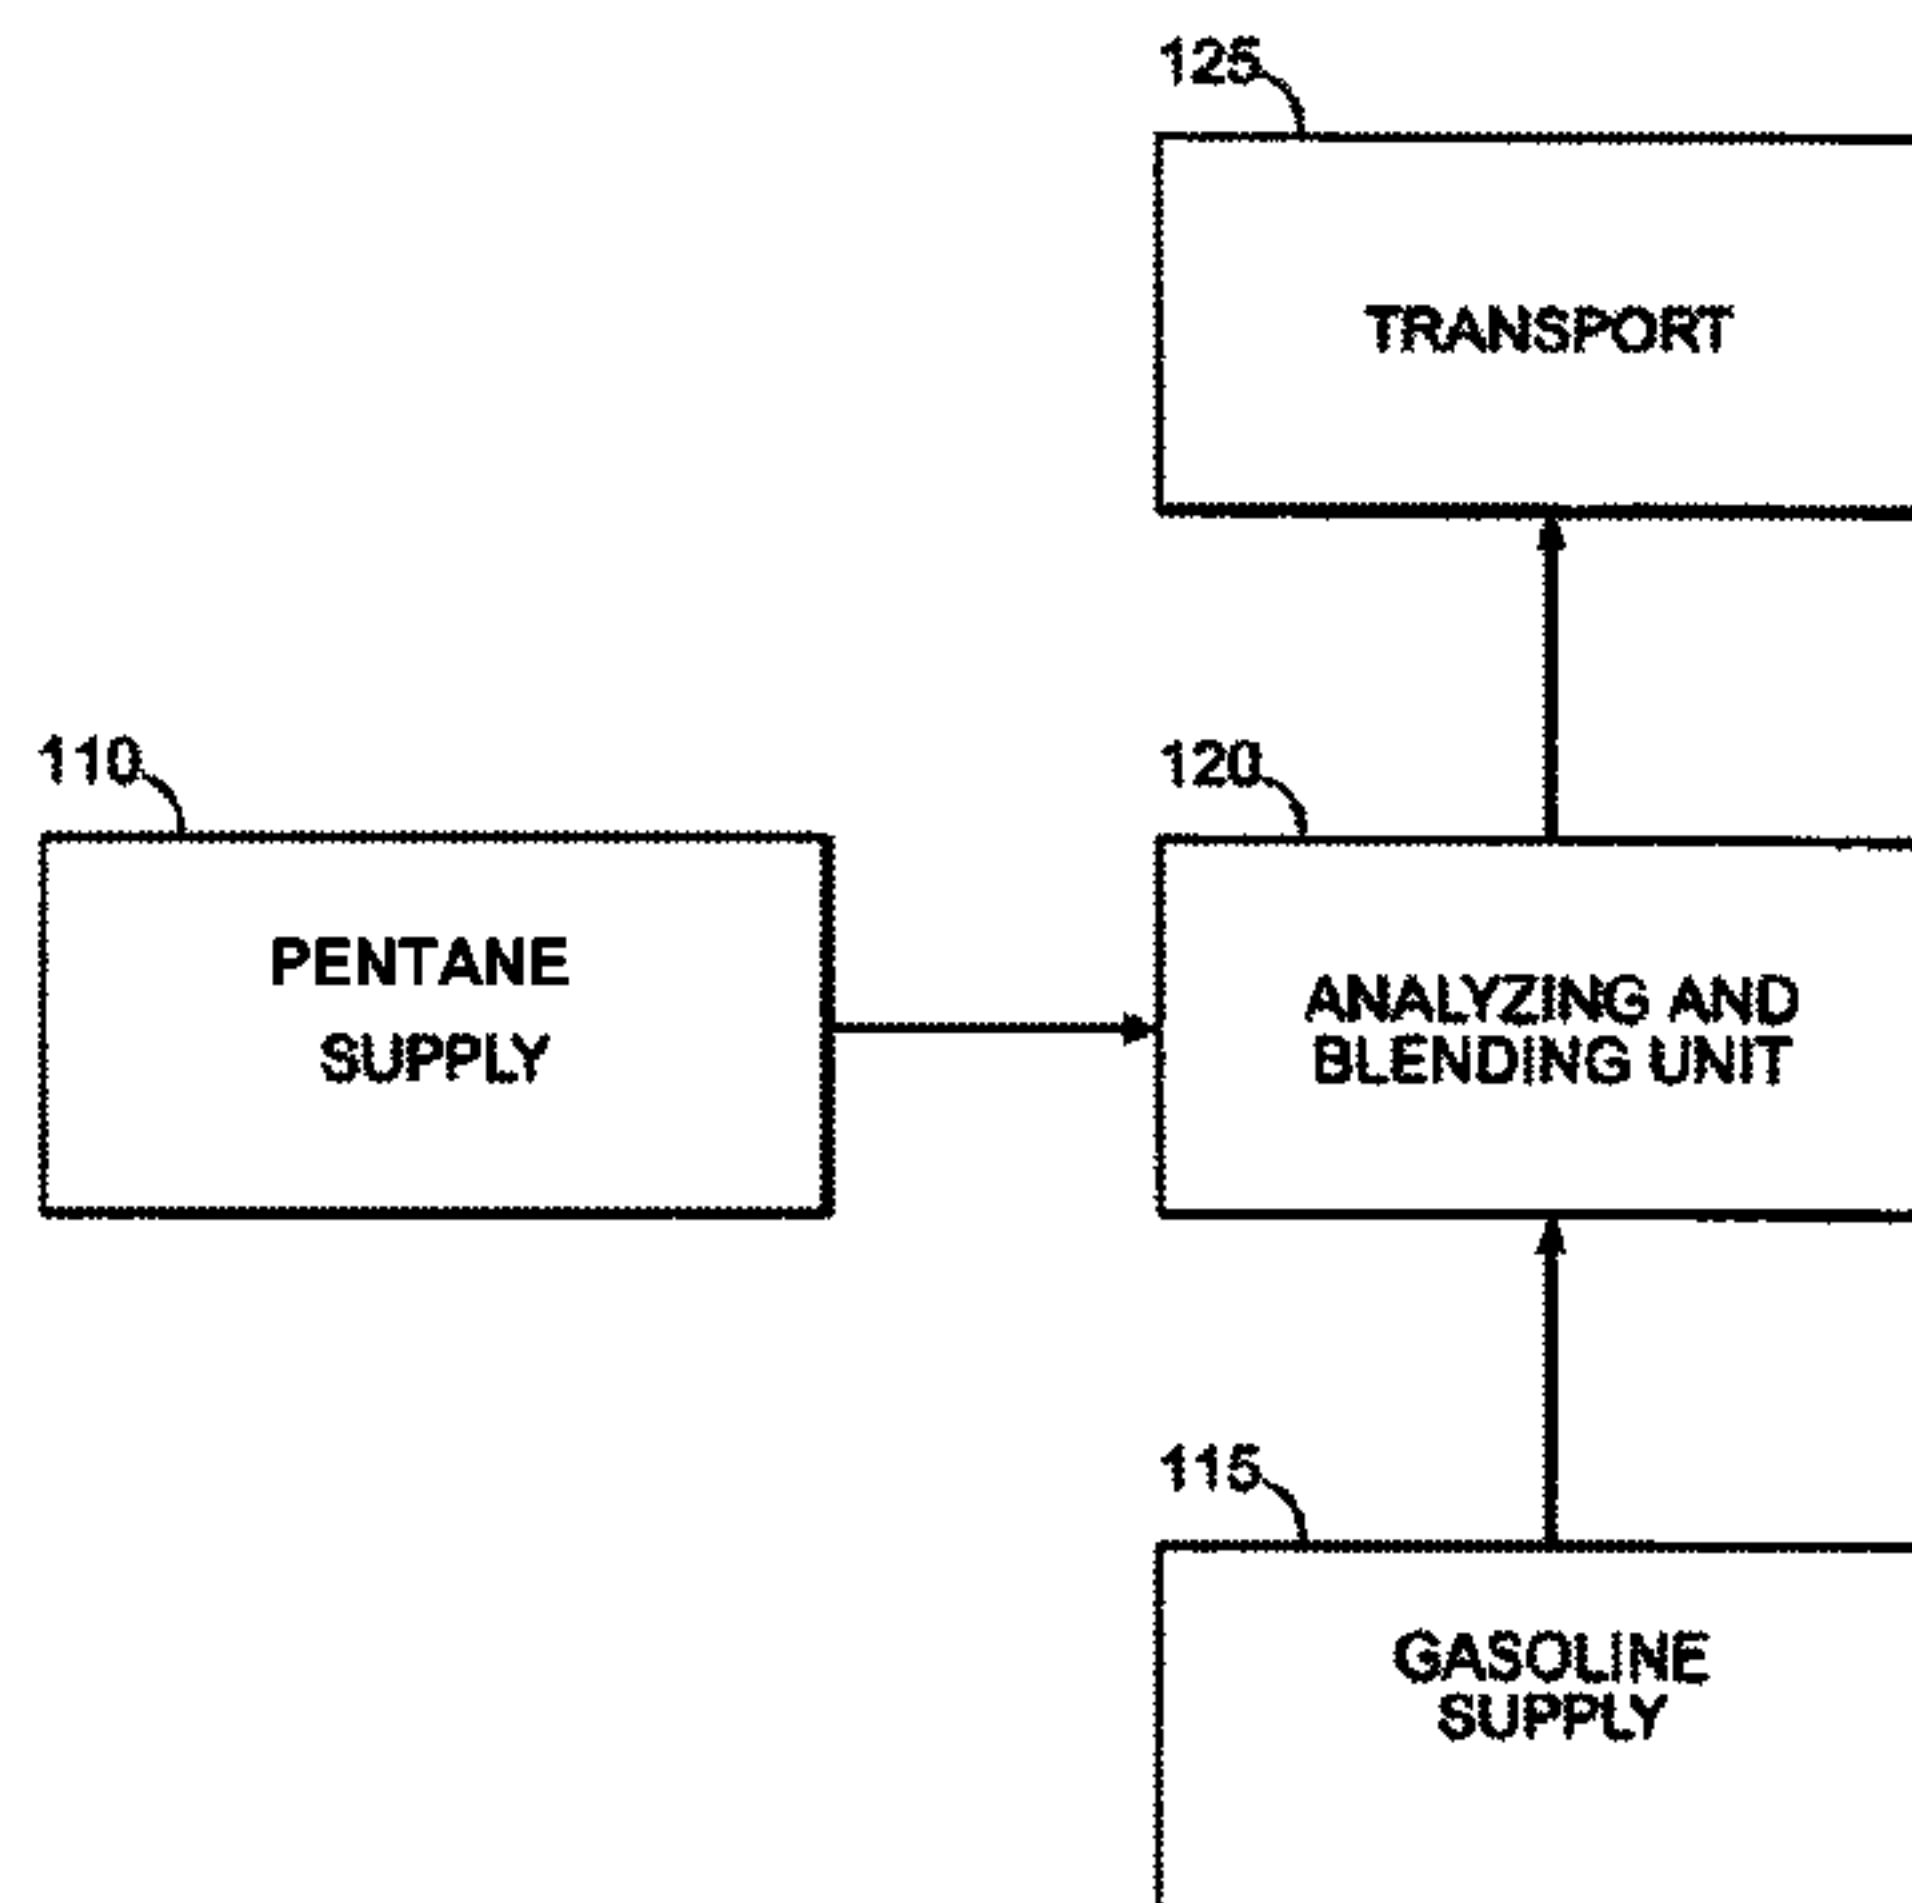 125
TRANSPORT
110
PENTANE
SUPPLY
120
ANALYZING AND
BLENDING UNIT
115
GASOLINE
SUPPLY